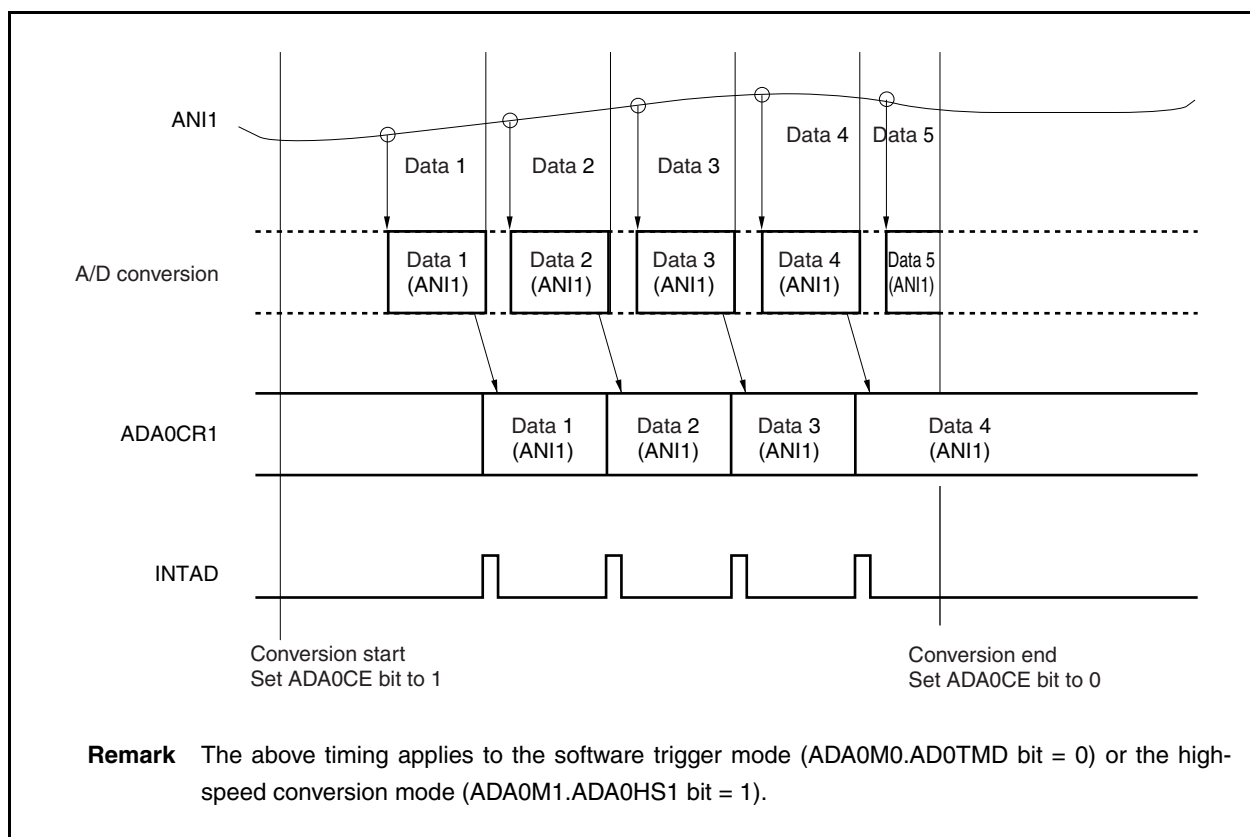 ANI1
Data 1
Data 2
Data 3
Data 4
Data 5
A/D conversion
Data 1
(ANI1)
Data 2
(ANI1)
Data 3
(ANI1)
Data 4
(ANI1)
Data 5
(ANI1)
ADA0CR1
Data 1
(ANI1)
Data 2
(ANI1)
Data 3
(ANI1)
Data 4
(ANI1)
INTAD
Conversion start
Set ADA0CE bit to 1
Conversion end
Set ADA0CE bit to 0
Remark The above timing applies to the software trigger mode (ADA0M0.AD0TMD bit = 0) or the high-
speed conversion mode (ADA0M1.ADA0HS1 bit = 1).